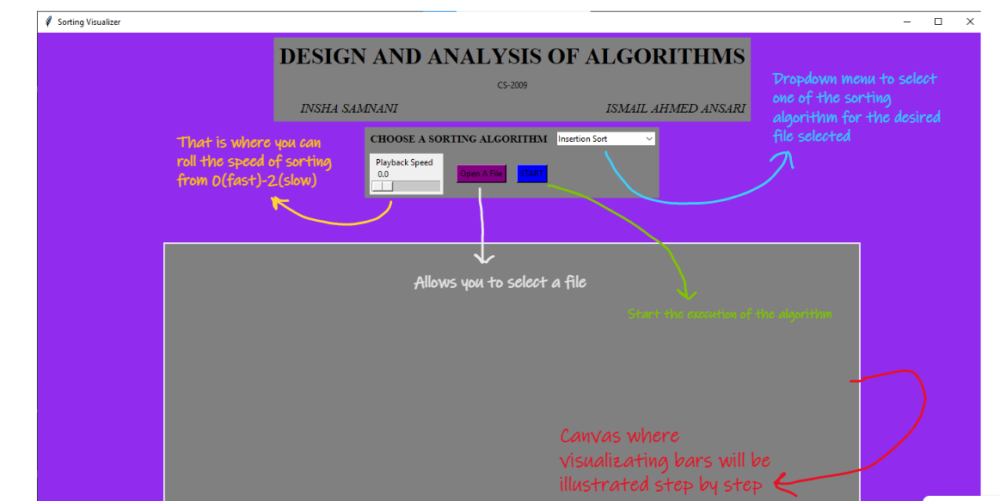 Sorting Visualizer
DESIGN AND ANALYSIS OF ALGORITHMS
CS-2009
INSHA SAMNANI
ISMAIL AHMED ANSARI
Dropdown menu to select
one of the sorting
algorithm for the desired
file selected
CHOOSE A SORTING ALGORITHM
Insertion Sort
That is where you can
roll the speed of sorting
from 0(fast)-2(slow)
Playback Speed
0.0
Open A File
START
Allows you to select a file
Start the execution of the algorithm
Canvas where
visualizating bars will be
illustrated step by step